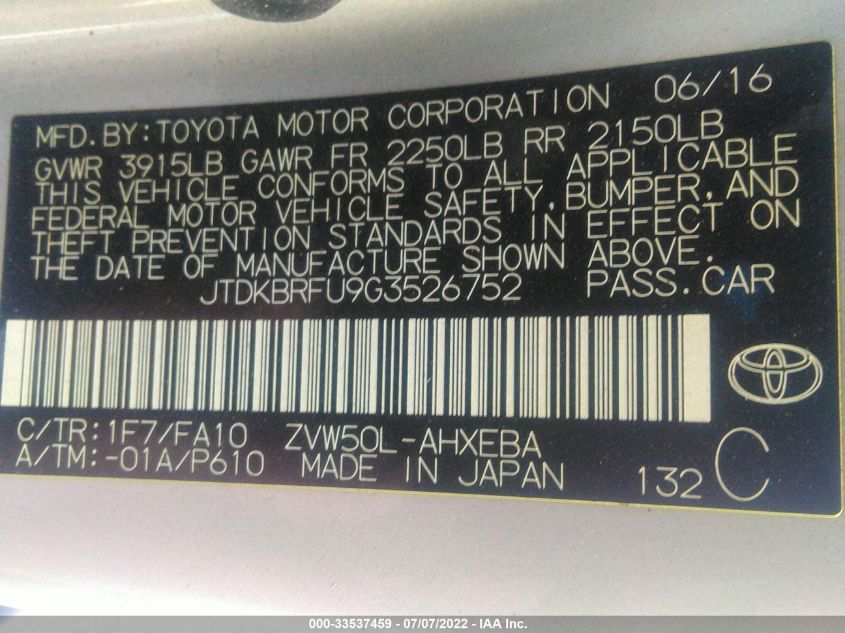 MFD.BY:TOYOTA MOTOR CORPORATION 06/16
GVWR 3915LB GAWR FR 2250LB RR 2150LB
THIS VEHICLE CONFORMS TO ALL APPLICABLE
FEDERAL MOTOR VEHICLE SAFETY,BUMPER,AND
THEFT PREVENTION STANDARDS IN EFFECT ON
THE DATE OF MANUFACTURE SHOWN ABOVE.
JTDKBRFU9G3526752 PASS.CAR
C/TR:1F7/FA10 ZVW50L-AHXEBA
A/TM:-01A/P610 MADE IN JAPAN 132 C
000-33537459 - 07/07/2022 - IAA Inc.